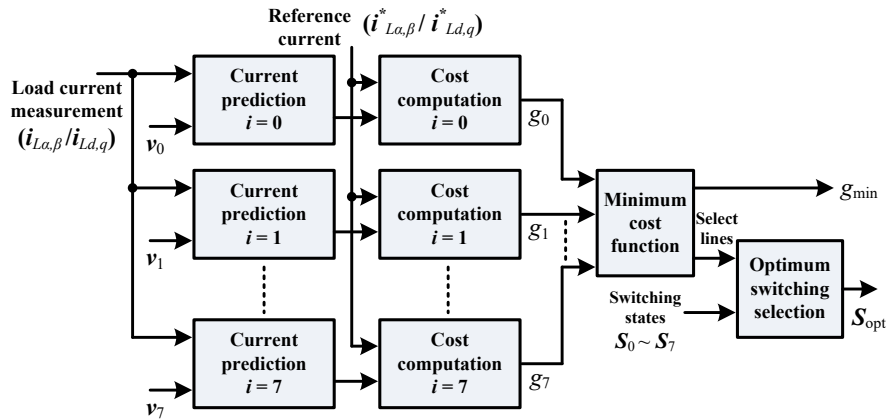 Reference current (i*Lα,β / i*Ld,q)
Load current measurement (iLα,β /iLd,q)
Current prediction i = 0
Cost computation i = 0
v0
g0
Current prediction i = 1
Cost computation i = 1
v1
g1
Minimum cost function
gmin
Select lines
Optimum switching selection
Switching states S0 ~ S7
Sopt
Current prediction i = 7
Cost computation i = 7
v7
g7